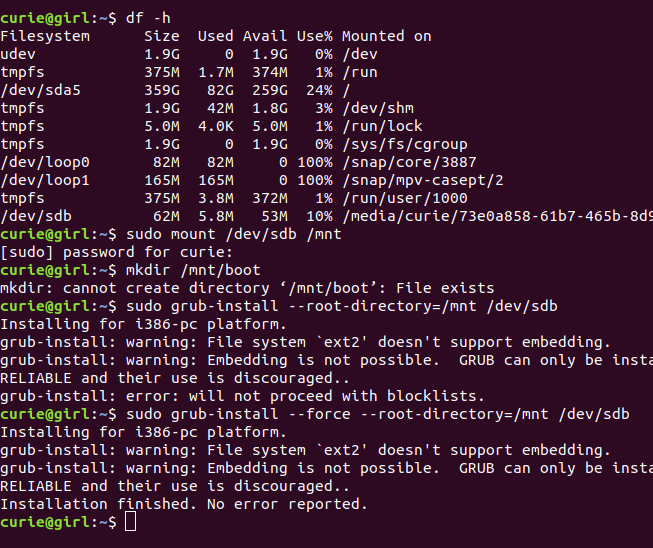 curie@girl:~$ df -h
Filesystem      Size  Used Avail Use% Mounted on
udev            1.9G     0  1.9G   0% /dev
tmpfs           375M  1.7M  374M   1% /run
/dev/sda5       359G   82G  259G  24% /
tmpfs           1.9G   42M  1.8G   3% /dev/shm
tmpfs           5.0M  4.0K  5.0M   1% /run/lock
tmpfs           1.9G     0  1.9G   0% /sys/fs/cgroup
/dev/loop0       82M   82M     0 100% /snap/core/3887
/dev/loop1      165M  165M     0 100% /snap/mpv-casept/2
tmpfs           375M  3.8M  372M   1% /run/user/1000
/dev/sdb         62M  5.8M   53M  10% /media/curie/73e0a858-61b7-465b-8d9
curie@girl:~$ sudo mount /dev/sdb /mnt
[sudo] password for curie:
curie@girl:~$ mkdir /mnt/boot
mkdir: cannot create directory ‘/mnt/boot’: File exists
curie@girl:~$ sudo grub-install --root-directory=/mnt /dev/sdb
Installing for i386-pc platform.
grub-install: warning: File system `ext2' doesn't support embedding.
grub-install: warning: Embedding is not possible.  GRUB can only be insta
RELIABLE and their use is discouraged..
grub-install: error: will not proceed with blocklists.
curie@girl:~$ sudo grub-install --force --root-directory=/mnt /dev/sdb
Installing for i386-pc platform.
grub-install: warning: File system `ext2' doesn't support embedding.
grub-install: warning: Embedding is not possible.  GRUB can only be insta
RELIABLE and their use is discouraged..
Installation finished. No error reported.
curie@girl:~$